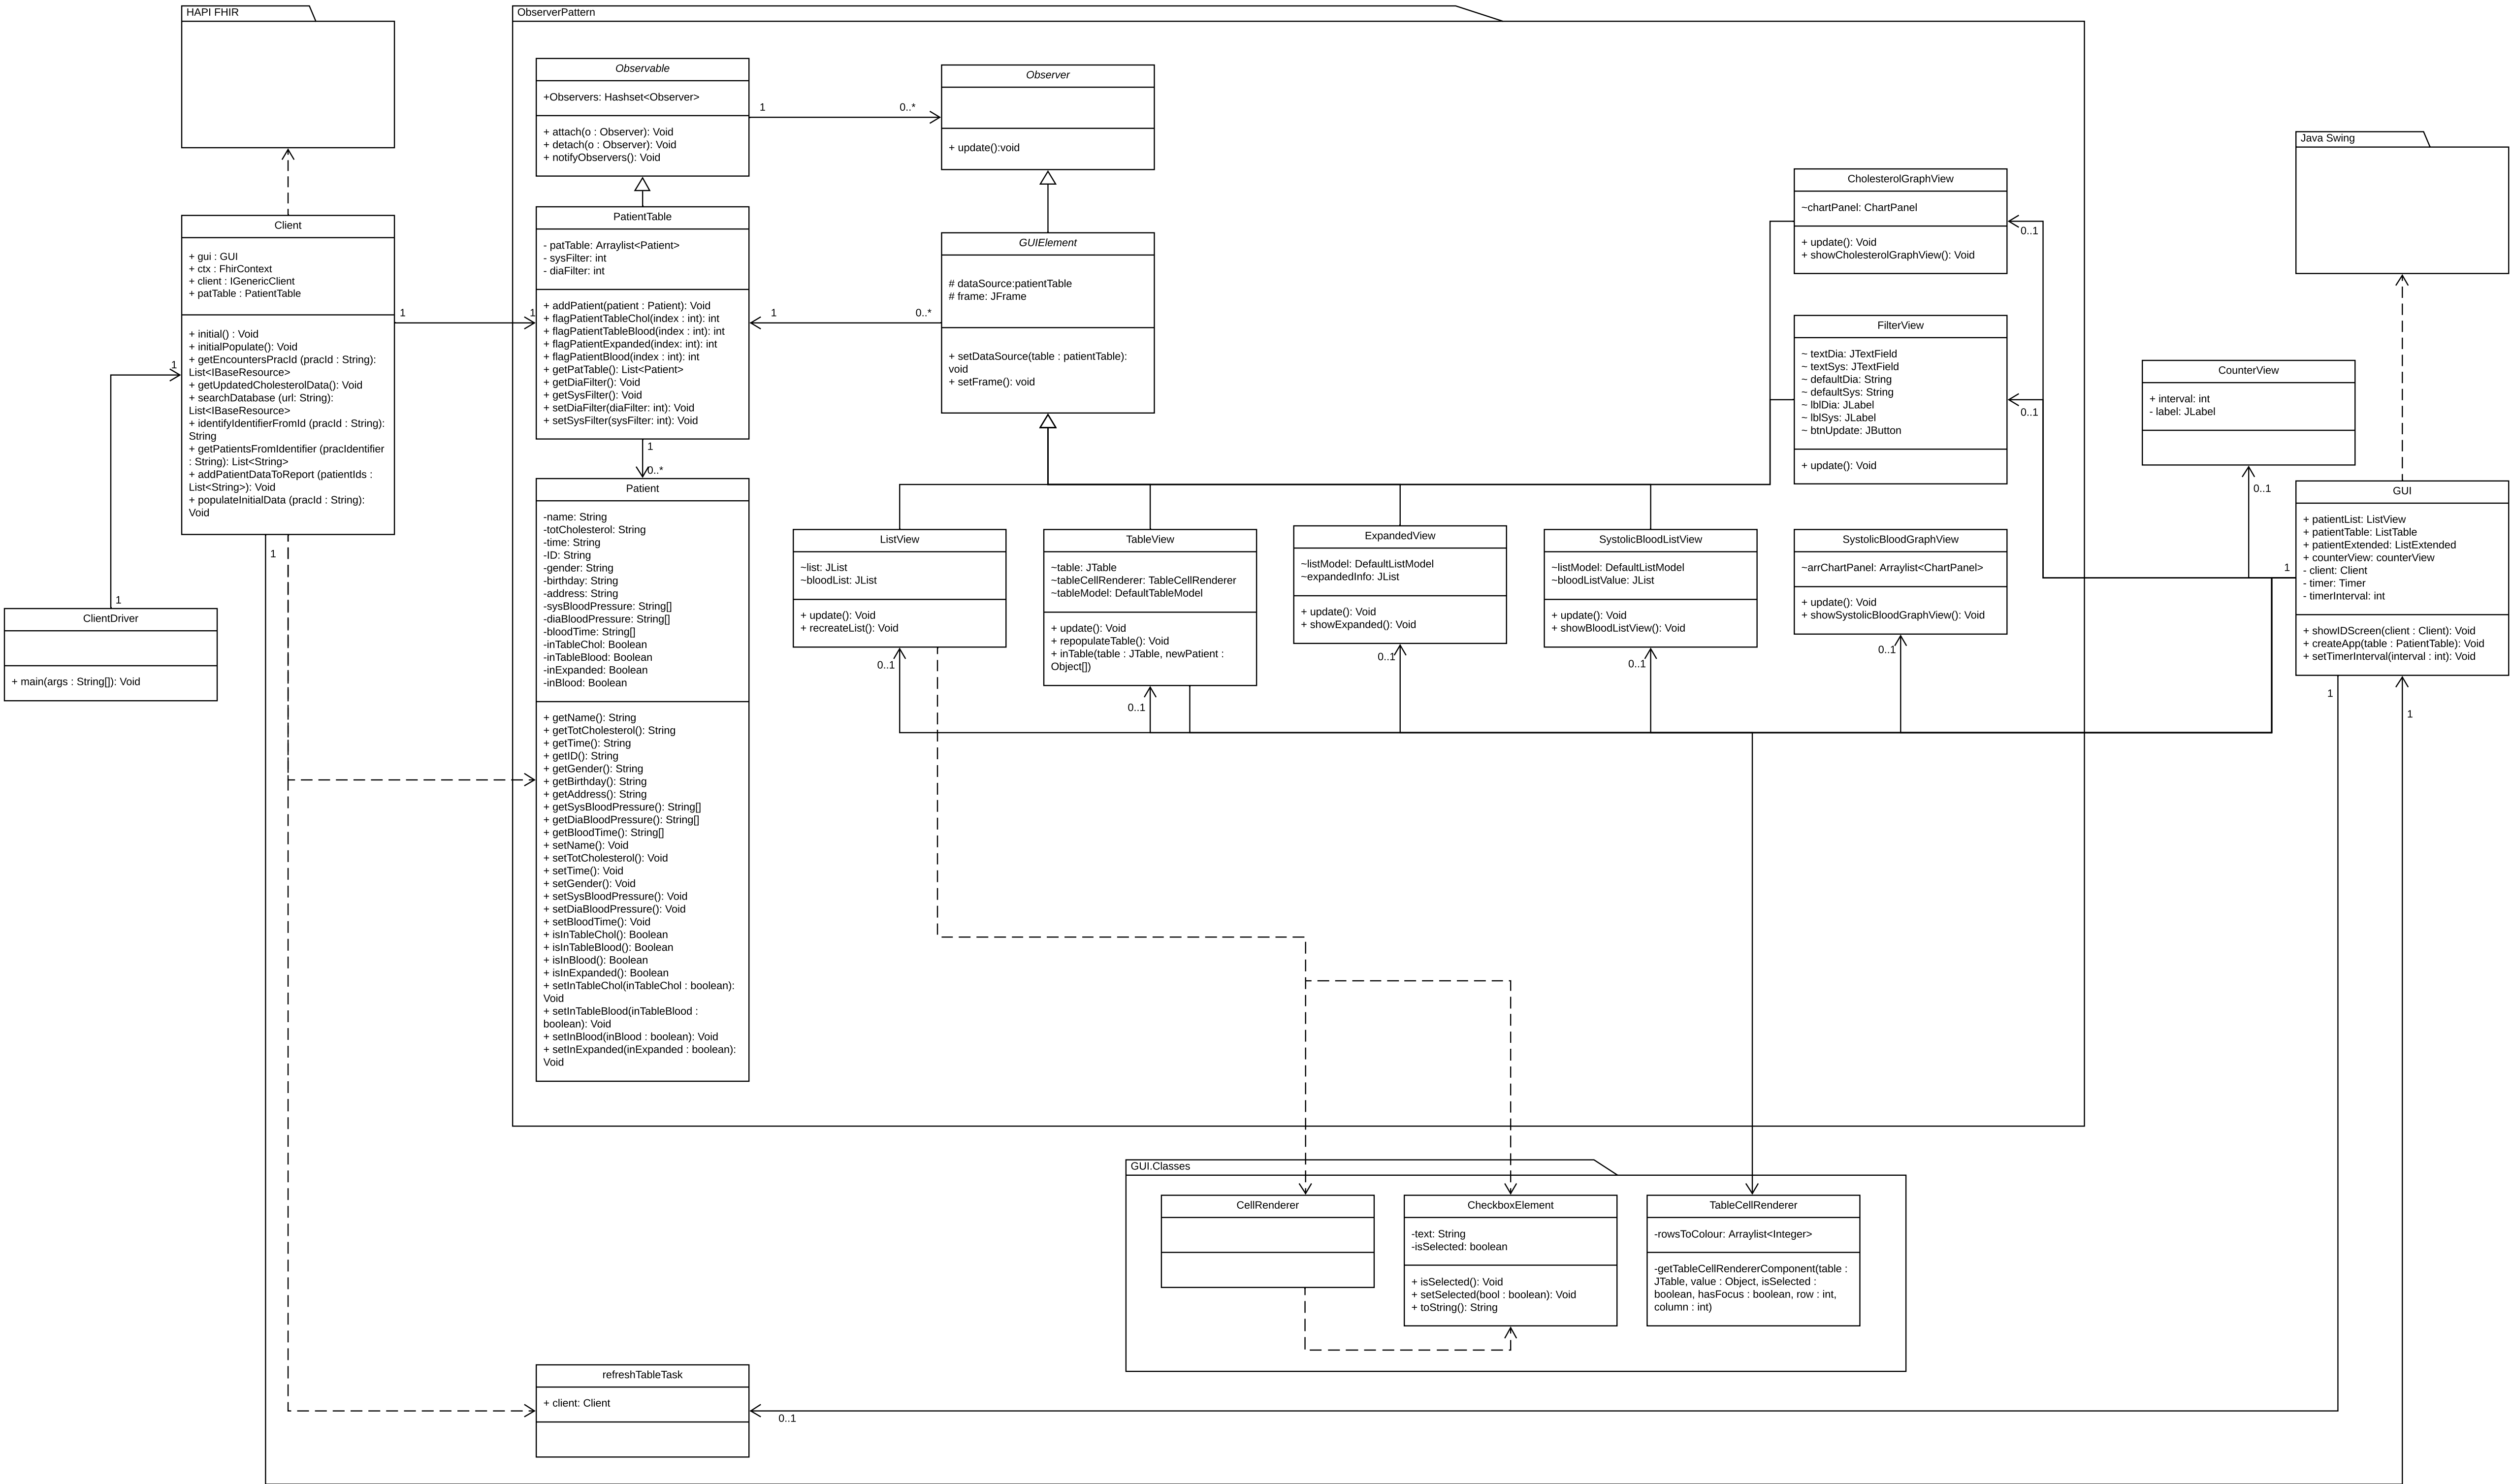 HAPI FHIR
ObserverPattern
Observable
+Observers: Hashset<Observer>
+ attach(o : Observer): Void
+ detach(o : Observer): Void
+ notifyObservers(): Void
1
0..*
Observer
+ update():void
Client
+ gui : GUI
+ ctx : FhirContext
+ client : IGenericClient
+ patTable : PatientTable
+ initial() : Void
+ initialPopulate(): Void
+ getEncountersPracId (pracId : String):
List<IBaseResource>
+ getUpdatedCholesterolData(): Void
+ searchDatabase (url: String):
List<IBaseResource>
+ identifyIdentifierFromId (pracId : String):
String
+ getPatientsFromIdentifier (pracIdentifier
: String): List<String>
+ addPatientDataToReport (patientIds :
List<String>): Void
+ populateInitialData (pracId : String):
Void
1
1
1
1
PatientTable
- patTable: Arraylist<Patient>
- sysFilter: int
- diaFilter: int
+ addPatient(patient : Patient): Void
+ flagPatientTableChol(index : int): int
+ flagPatientTableBlood(index : int): int
+ flagPatientExpanded(index: int): int
+ flagPatientBlood(index : int): int
+ getPatTable(): List<Patient>
+ getDiaFilter(): Void
+ getSysFilter(): Void
+ setDiaFilter(diaFilter: int): Void
+ setSysFilter(sysFilter: int): Void
1
0..*
1
0..*
GUIElement
# dataSource:patientTable
# frame: JFrame
+ setDataSource(table : patientTable):
void
+ setFrame(): void
Patient
-name: String
-totCholesterol: String
-time: String
-ID: String
-gender: String
-birthday: String
-address: String
-sysBloodPressure: String[]
-diaBloodPressure: String[]
-bloodTime: String[]
-inTableChol: Boolean
-inTableBlood: Boolean
-inExpanded: Boolean
-inBlood: Boolean
+ getName(): String
+ getTotCholesterol(): String
+ getTime(): String
+ getID(): String
+ getGender(): String
+ getBirthday(): String
+ getAddress(): String
+ getSysBloodPressure(): String[]
+ getDiaBloodPressure(): String[]
+ getBloodTime(): String[]
+ setName(): Void
+ setTotCholesterol(): Void
+ setTime(): Void
+ setGender(): Void
+ setSysBloodPressure(): Void
+ setDiaBloodPressure(): Void
+ setBloodTime(): Void
+ isInTableChol(): Boolean
+ isInTableBlood(): Boolean
+ isInBlood(): Boolean
+ isInExpanded(): Boolean
+ setInTableChol(inTableChol : boolean):
Void
+ setInTableBlood(inTableBlood :
boolean): Void
+ setInBlood(inBlood : boolean): Void
+ setInExpanded(inExpanded : boolean):
Void
1
ClientDriver
+ main(args : String[]): Void
ListView
~list: JList
~bloodList: JList
+ update(): Void
+ recreateList(): Void
0..1
TableView
~table: JTable
~tableCellRenderer: TableCellRenderer
~tableModel: DefaultTableModel
+ update(): Void
+ repopulateTable(): Void
+ inTable(table : JTable, newPatient :
Object[])
0..1
ExpandedView
~listModel: DefaultListModel
~expandedInfo: JList
+ update(): Void
+ showExpanded(): Void
0..1
SystolicBloodListView
~listModel: DefaultListModel
~bloodListValue: JList
+ update(): Void
+ showBloodListView(): Void
0..1
CholesterolGraphView
~chartPanel: ChartPanel
+ update(): Void
+ showCholesterolGraphView(): Void
0..1
FilterView
~ textDia: JTextField
~ textSys: JTextField
~ defaultDia: String
~ defaultSys: String
~ lblDia: JLabel
~ lblSys: JLabel
~ btnUpdate: JButton
+ update(): Void
0..1
SystolicBloodGraphView
~arrChartPanel: Arraylist<ChartPanel>
+ update(): Void
+ showSystolicBloodGraphView(): Void
0..1
Java Swing
CounterView
+ interval: int
- label: JLabel
0..1
GUI
+ patientList: ListView
+ patientTable: ListTable
+ patientExtended: ListExtended
+ counterView: counterView
- client: Client
- timer: Timer
- timerInterval: int
+ showIDScreen(client : Client): Void
+ createApp(table : PatientTable): Void
+ setTimerInterval(interval : int): Void
1
1
1
GUI.Classes
CellRenderer
CheckboxElement
-text: String
-isSelected: boolean
+ isSelected(): Void
+ setSelected(bool : boolean): Void
+ toString(): String
TableCellRenderer
-rowsToColour: Arraylist<Integer>
-getTableCellRendererComponent(table :
JTable, value : Object, isSelected :
boolean, hasFocus : boolean, row : int,
column : int)
refreshTableTask
+ client: Client
0..1